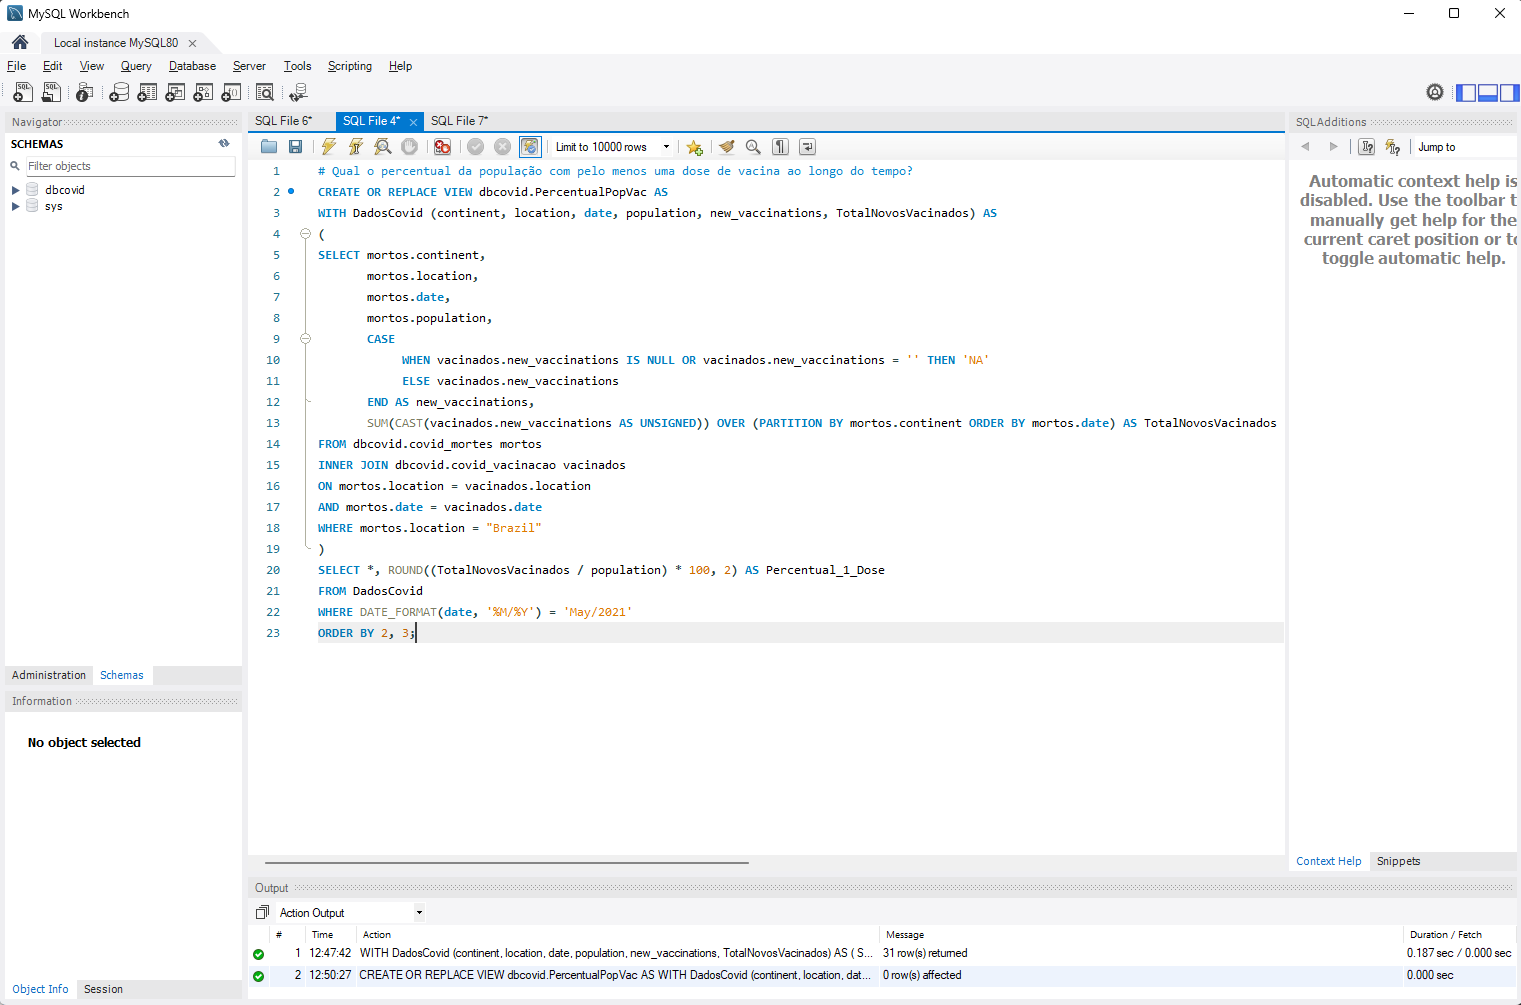 MySQL Workbench
Local instance MySQL80
File Edit View Query Database Server Tools Scripting Help
Navigator
SCHEMAS
Filter objects
dbcovid
sys
Administration Schemas
Information
No object selected
Object Info Session
SQL File 6* SQL File 4* SQL File 7*
Limit to 10000 rows
1 # Qual o percentual da população com pelo menos uma dose de vacina ao longo do tempo?
2 CREATE OR REPLACE VIEW dbcovid.PercentualPopVac AS
3 WITH DadosCovid (continent, location, date, population, new_vaccinations, TotalNovosVacinados) AS
4 (
5 SELECT mortos.continent,
6 mortos.location,
7 mortos.date,
8 mortos.population,
9 CASE
10 WHEN vacinados.new_vaccinations IS NULL OR vacinados.new_vaccinations = '' THEN 'NA'
11 ELSE vacinados.new_vaccinations
12 END AS new_vaccinations,
13 SUM(CAST(vacinados.new_vaccinations AS UNSIGNED)) OVER (PARTITION BY mortos.continent ORDER BY mortos.date) AS TotalNovosVacinados
14 FROM dbcovid.covid_mortes mortos
15 INNER JOIN dbcovid.covid_vacinacao vacinados
16 ON mortos.location = vacinados.location
17 AND mortos.date = vacinados.date
18 WHERE mortos.location = "Brazil"
19 )
20 SELECT *, ROUND((TotalNovosVacinados / population) * 100, 2) AS Percentual_1_Dose
21 FROM DadosCovid
22 WHERE DATE_FORMAT(date, '%M/%Y') = 'May/2021'
23 ORDER BY 2, 3;
SQLAdditions
Jump to
Automatic context help is
disabled. Use the toolbar t
manually get help for the
current caret position or to
toggle automatic help.
Context Help Snippets
Output
Action Output
# Time Action Message Duration / Fetch
1 12:47:42 WITH DadosCovid (continent, location, date, population, new_vaccinations, TotalNovosVacinados) AS ( S... 31 row(s) returned 0.187 sec / 0.000 sec
2 12:50:27 CREATE OR REPLACE VIEW dbcovid.PercentualPopVac AS WITH DadosCovid (continent, location, dat... 0 row(s) affected 0.000 sec